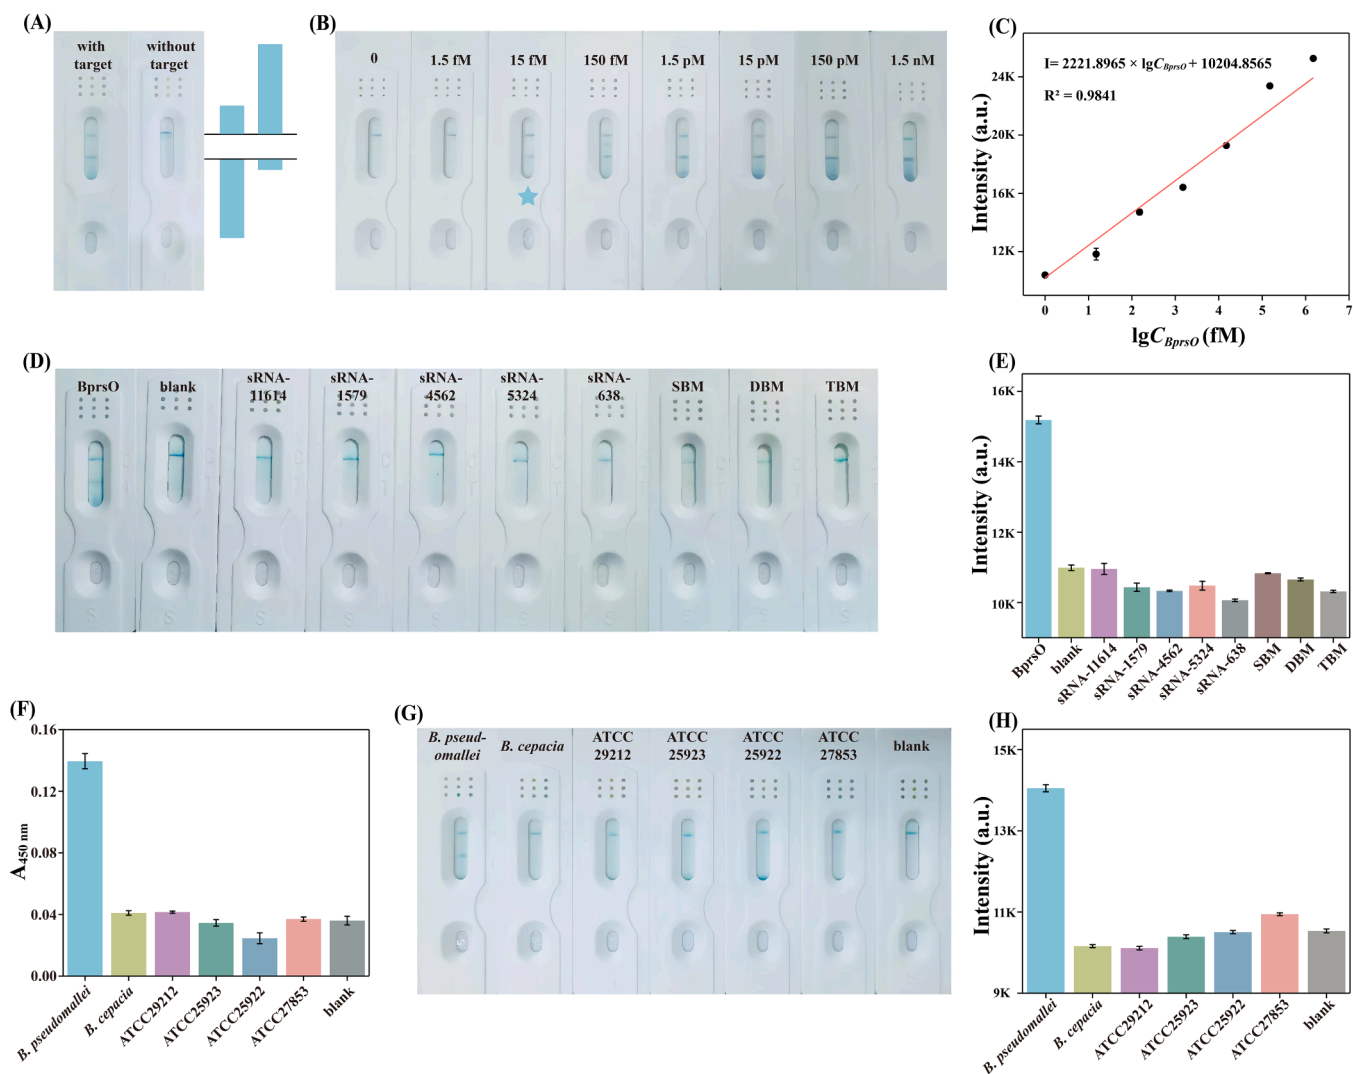 (A)
with
target
without
target
(B)
0
1.5 fM
15 fM
150 fM
1.5 pM
15 pM
150 pM
1.5 nM
(C)
I= 2221.8965 × lgC_BprsO + 10204.8565
R² = 0.9841
Intensity (a.u.)
24K
20K
16K
12K
0
1
2
3
4
5
6
7
lgC_BprsO (fM)
(D)
BprsO
blank
sRNA-
11614
sRNA-
1579
sRNA-
4562
sRNA-
5324
sRNA-
638
SBM
DBM
TBM
C
T
S
S
S
S
(E)
Intensity (a.u.)
16K
14K
12K
10K
BprsO
blank
sRNA-11614
sRNA-1579
sRNA-4562
sRNA-5324
sRNA-638
SBM
DBM
TBM
(F)
A450 nm
0.16
0.12
0.08
0.04
0.00
B. pseudomallei
B. cepacia
ATCC29212
ATCC25923
ATCC25922
ATCC27853
blank
(G)
B. pseud-
omallei
B. cepacia
ATCC
29212
ATCC
25923
ATCC
25922
ATCC
27853
blank
(H)
Intensity (a.u.)
15K
13K
11K
9K
B. pseudomallei
B. cepacia
ATCC29212
ATCC25923
ATCC25922
ATCC27853
blank